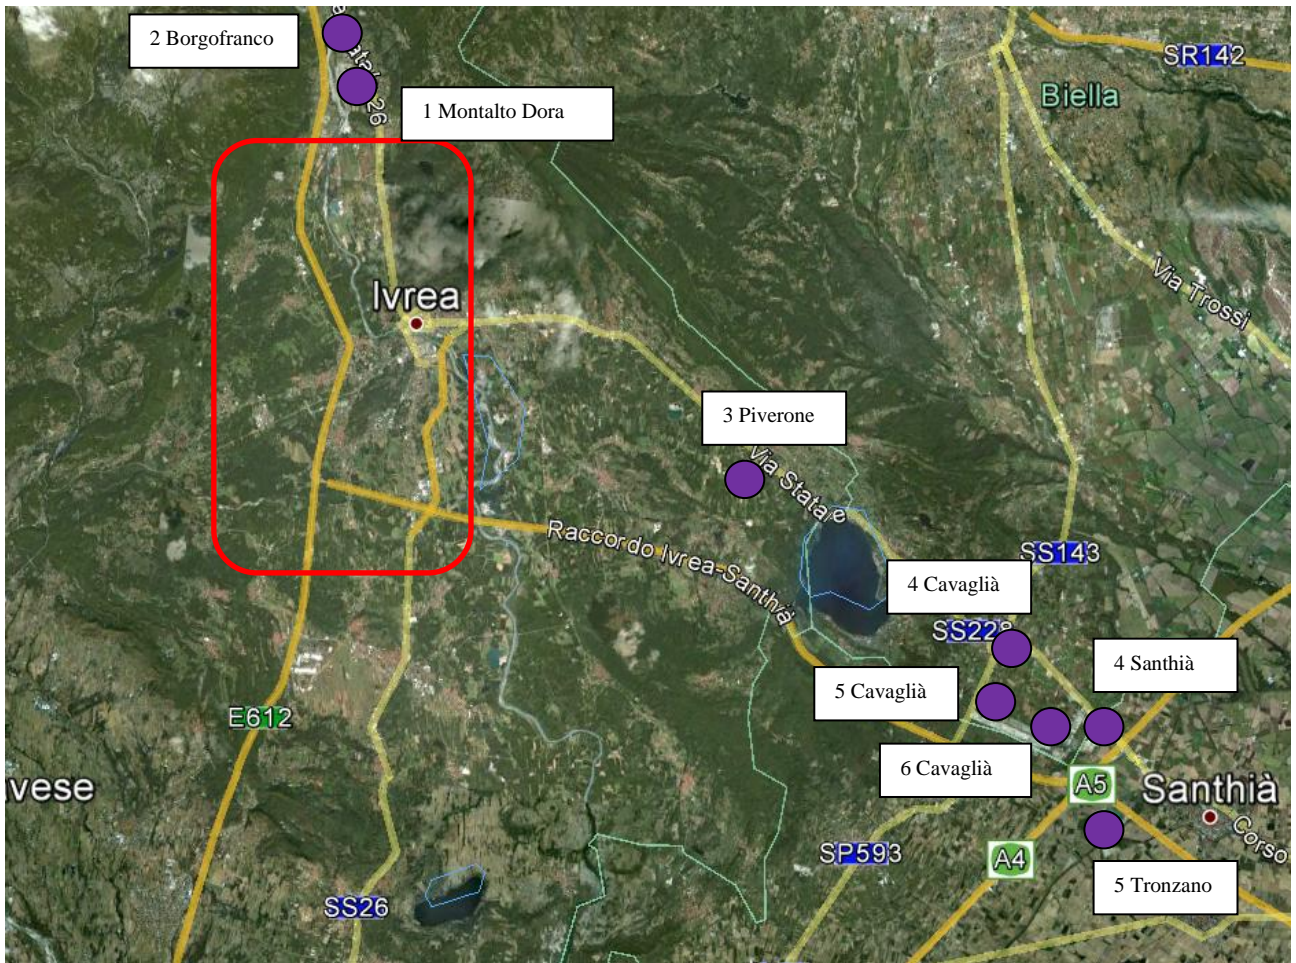 2 Borgofranco
Statale
26
1 Montalto Dora
SR142
Biella
Via Trossi
Ivrea
3 Piverone
Via Statale
Raccordo Ivrea-Santhià
SS143
4 Cavaglià
SS228
4 Santhià
5 Cavaglià
E612
6 Cavaglià
A5
Santhià
vese
Corso
SP593
A4
5 Tronzano
SS26